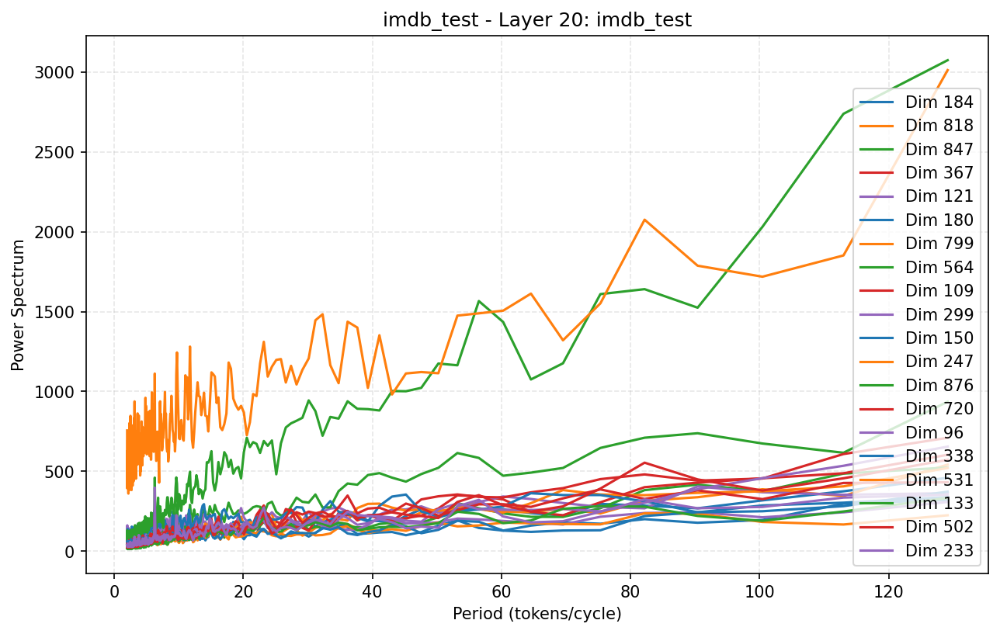 imdb_test - Layer 20: imdb_test
Power Spectrum
3000
2500
2000
1500
1000
500
0
0 20 40 60 80 100 120
Period (tokens/cycle)
Dim 184
Dim 818
Dim 847
Dim 367
Dim 121
Dim 180
Dim 799
Dim 564
Dim 109
Dim 299
Dim 150
Dim 247
Dim 876
Dim 720
Dim 96
Dim 338
Dim 531
Dim 133
Dim 502
Dim 233